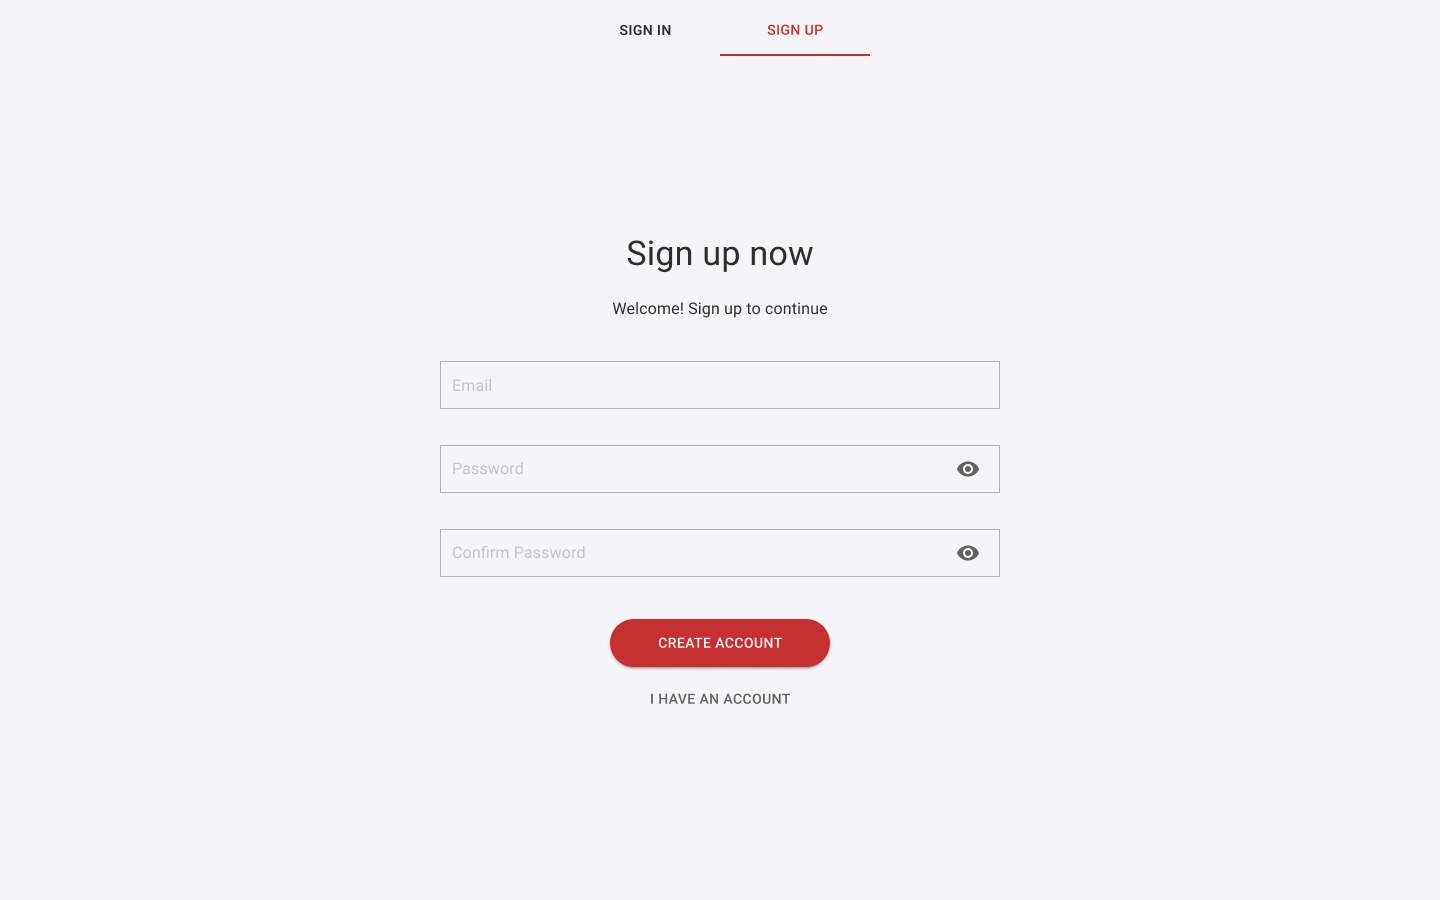 SIGN IN
SIGN UP
Sign up now
Welcome! Sign up to continue
Email
Password
Confirm Password
CREATE ACCOUNT
I HAVE AN ACCOUNT